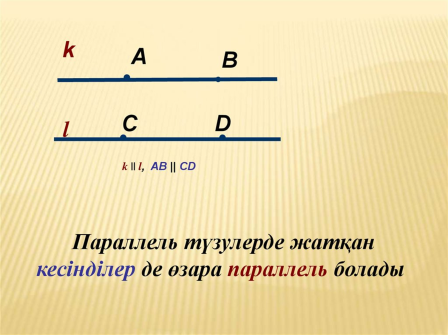 k A B
l C D
k || l, AB || CD
Параллель түзулерде жатқан
кесінділер де өзара параллель болады